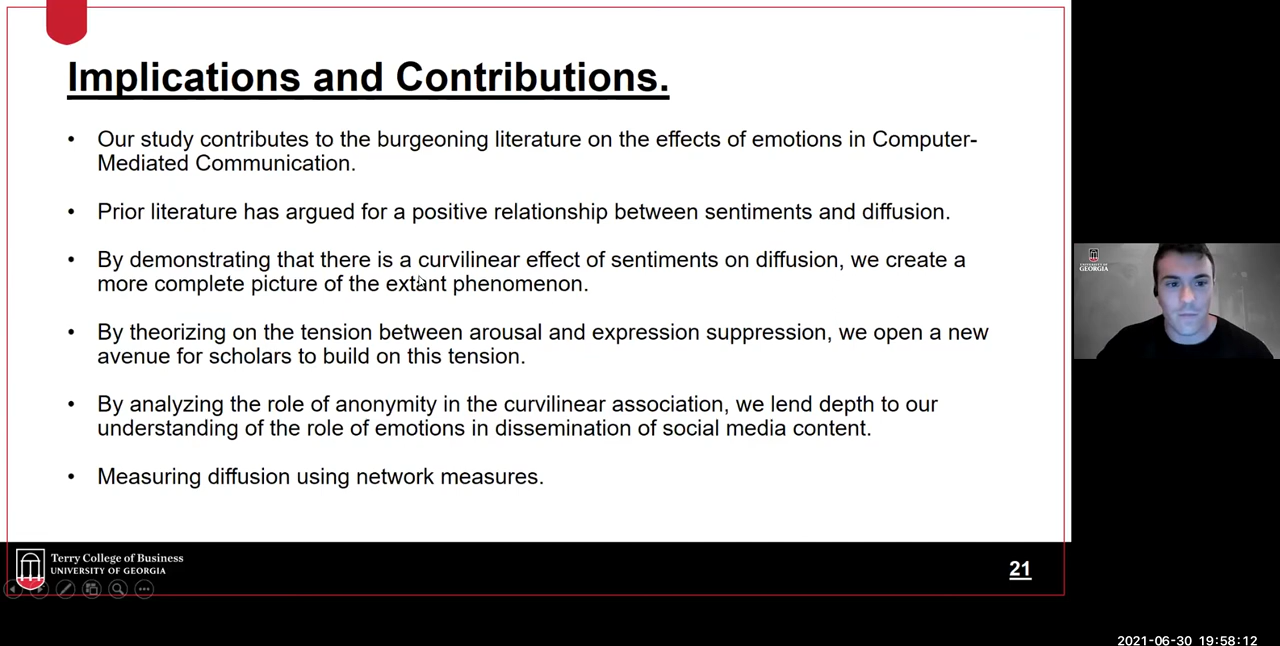 Implications and Contributions.
• Our study contributes to the burgeoning literature on the effects of emotions in Computer-
Mediated Communication.
• Prior literature has argued for a positive relationship between sentiments and diffusion.
• By demonstrating that there is a curvilinear effect of sentiments on diffusion, we create a
more complete picture of the extant phenomenon.
• By theorizing on the tension between arousal and expression suppression, we open a new
avenue for scholars to build on this tension.
• By analyzing the role of anonymity in the curvilinear association, we lend depth to our
understanding of the role of emotions in dissemination of social media content.
• Measuring diffusion using network measures.
Terry College of Business
UNIVERSITY OF GEORGIA
21
UNIVERSITY OF
GEORGIA
2021-06-30 19:58:12